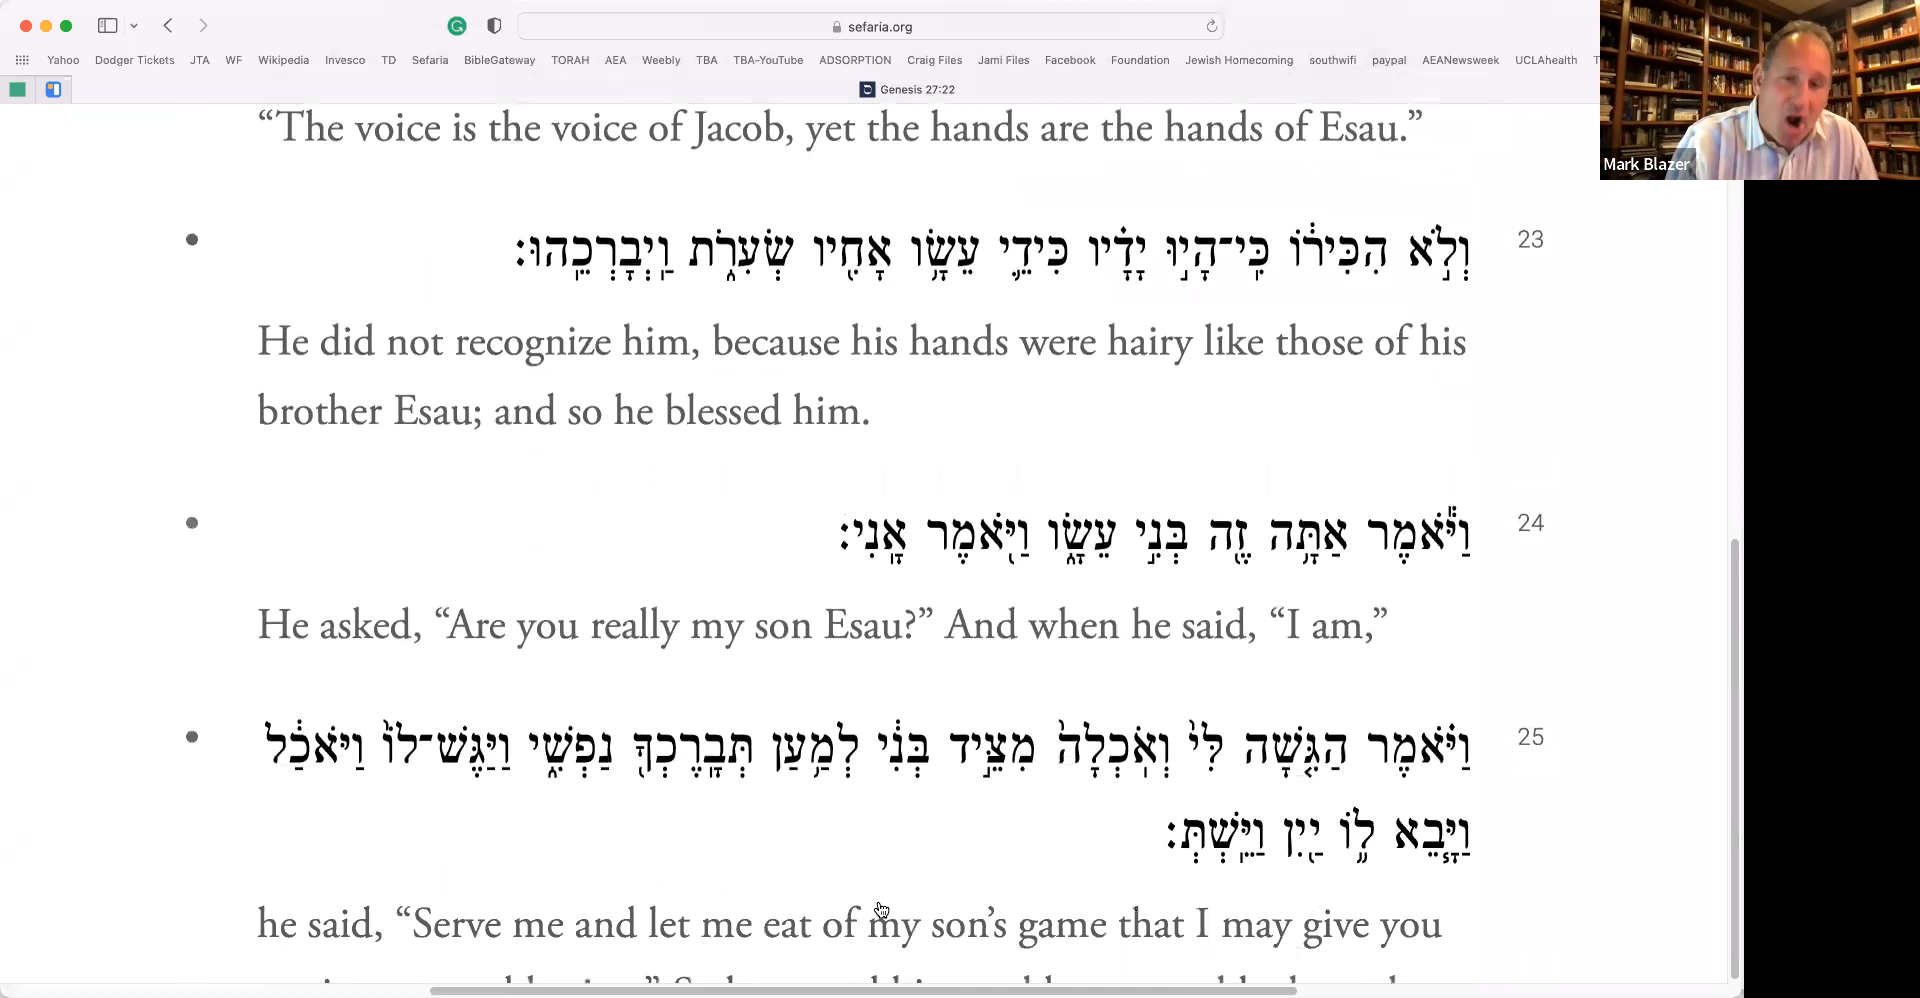 sefaria.org
Yahoo Dodger Tickets JTA WF Wikipedia Invesco TD Sefaria BibleGateway TORAH AEA Weebly TBA TBA-YouTube ADSORPTION Craig Files Jami Files Facebook Foundation Jewish Homecoming southwifi paypal AEANewsweek UCLAhealth
Genesis 27:22
Mark Blazer
“The voice is the voice of Jacob, yet the hands are the hands of Esau.”
23 וְלֹ֣א הִכִּיר֔וֹ כִּֽי־הָי֣וּ יָדָ֗יו כִּידֵ֛י עֵשָׂ֥ו אָחִ֖יו שְׂעִרֹ֑ת וַֽיְבָרְכֵֽהוּ׃
He did not recognize him, because his hands were hairy like those of his
brother Esau; and so he blessed him.
24 וַיֹּ֕אמֶר אַתָּ֥ה זֶ֖ה בְּנִ֣י עֵשָׂ֑ו וַיֹּ֖אמֶר אָֽנִי׃
He asked, “Are you really my son Esau?” And when he said, “I am,”
25 וַיֹּ֗אמֶר הַגִּ֤שָׁה לִּי֙ וְאֹֽכְלָה֙ מִצֵּ֣יד בְּנִ֔י לְמַ֥עַן תְּבָֽרֶכְךָ֖ נַפְשִׁ֑י וַיַּגֶּשׁ־לוֹ֙ וַיֹּאכַ֔ל
וַיָּ֧בֵא ל֦וֹ יַ֖יִן וַיֵּֽשְׁתְּ׃
he said, “Serve me and let me eat of my son’s game that I may give you